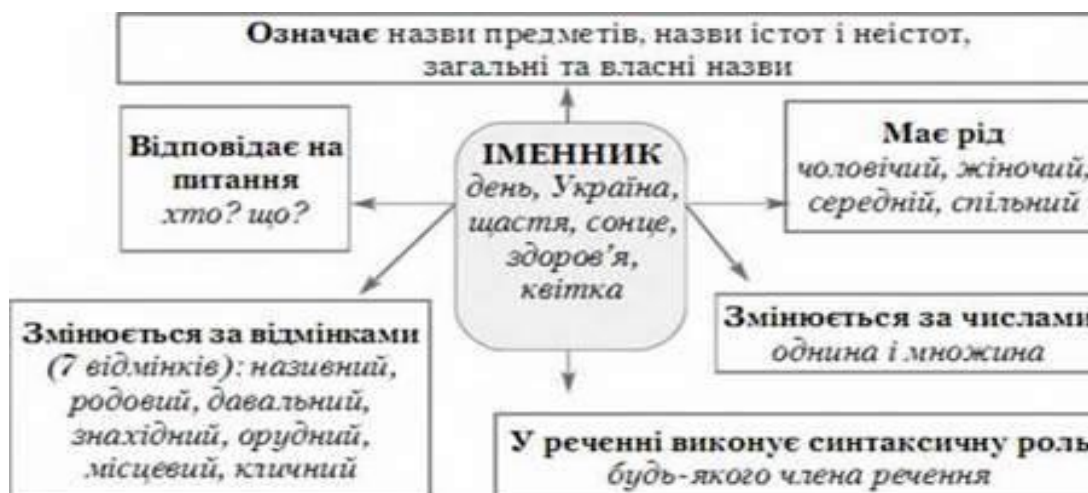 Означає назви предметів, назви істот і неістот,
загальні та власні назви
Відповідає на
питання
хто? що?
ІМЕННИК
день, Україна,
щастя, сонце,
здоров’я,
квітка
Має рід
чоловічий, жіночий,
середній, спільний
Змінюється за відмінками
(7 відмінків): називний,
родовий, давальний,
знахідний, орудний,
місцевий, кличний
Змінюється за числами
однина і множина
У реченні виконує синтаксичну роль
будь-якого члена речення